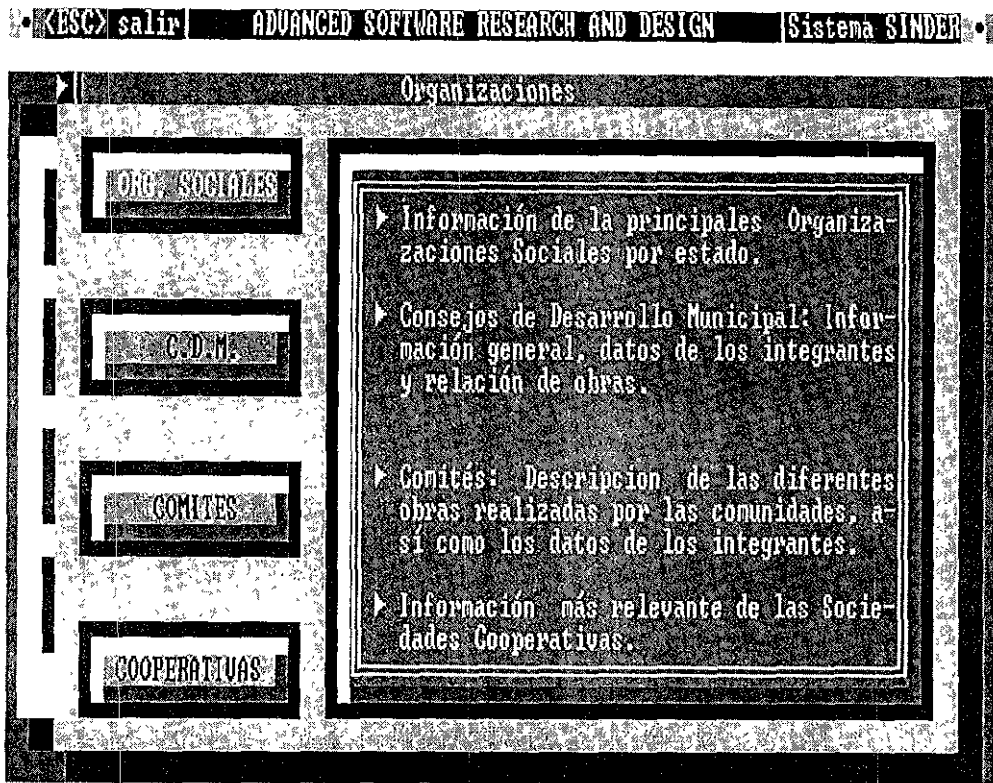 <ESC> salir
ADVANCED SOFTWARE RESEARCH AND DESIGN
Sistema SINDER
Organizaciones
ORG. SOCIALES
C.D.M.
COMITES
COOPERATIVAS
Información de la principales Organiza-
zaciones Sociales por estado.
Consejos de Desarrollo Municipal: Infor-
mación general, datos de los integrantes
y relación de obras.
Comités: Descripción de las diferentes
obras realizadas por las comunidades, a-
sí como los datos de los integrantes.
Información más relevante de las Socie-
dades Cooperativas.